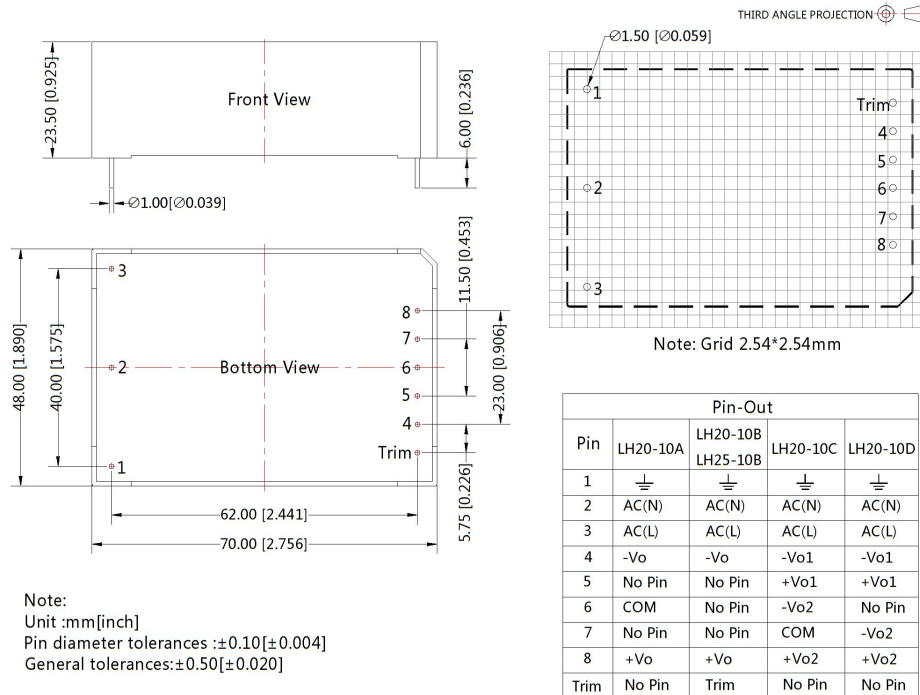 THIRD ANGLE PROJECTION
∅1.50 [∅0.059]
23.50 [0.925]
Front View
6.00 [0.236]
∅1.00[∅0.039]
1
Trim
4
5
2
6
7
8
3
Note: Grid 2.54*2.54mm
48.00 [1.890]
40.00 [1.575]
3
2
1
Bottom View
8
7
6
5
4
Trim
11.50 [0.453]
23.00 [0.906]
5.75 [0.226]
62.00 [2.441]
70.00 [2.756]
Note:
Unit :mm[inch]
Pin diameter tolerances :±0.10[±0.004]
General tolerances:±0.50[±0.020]
Pin-Out
Pin LH20-10A LH20-10B LH25-10B LH20-10C LH20-10D
1
2 AC(N) AC(N) AC(N) AC(N)
3 AC(L) AC(L) AC(L) AC(L)
4 -Vo -Vo -Vo1 -Vo1
5 No Pin No Pin +Vo1 +Vo1
6 COM No Pin -Vo2 No Pin
7 No Pin No Pin COM -Vo2
8 +Vo +Vo +Vo2 +Vo2
Trim No Pin Trim No Pin No Pin